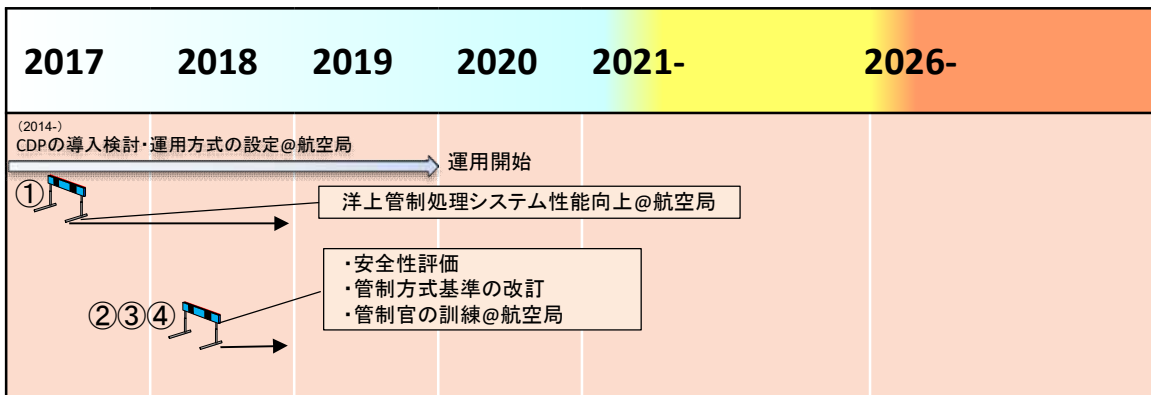 2017 2018 2019 2020 2021- 2026-
(2014-)
CDPの導入検討・運用方式の設定@航空局
運用開始
①
洋上管制処理システム性能向上@航空局
・安全性評価
・管制方式基準の改訂
・管制官の訓練@航空局
②③④